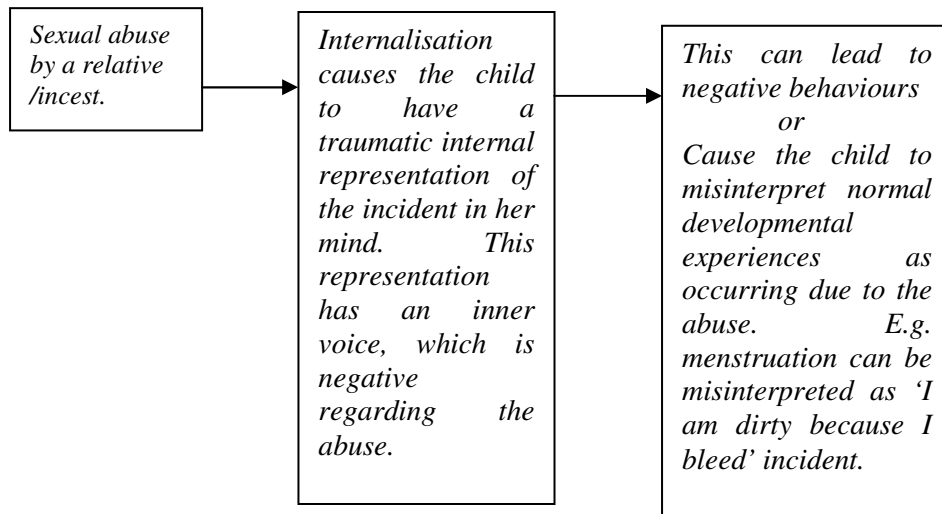 Sexual abuse
by a relative
/incest.
Internalisation
causes the child
to have a
traumatic internal
representation of
the incident in her
mind. This
representation
has an inner
voice, which is
negative
regarding the
abuse.
This can lead to
negative behaviours
or
Cause the child to
misinterpret normal
developmental
experiences as
occurring due to the
abuse. E.g.
menstruation can be
misinterpreted as ‘I
am dirty because I
bleed’ incident.